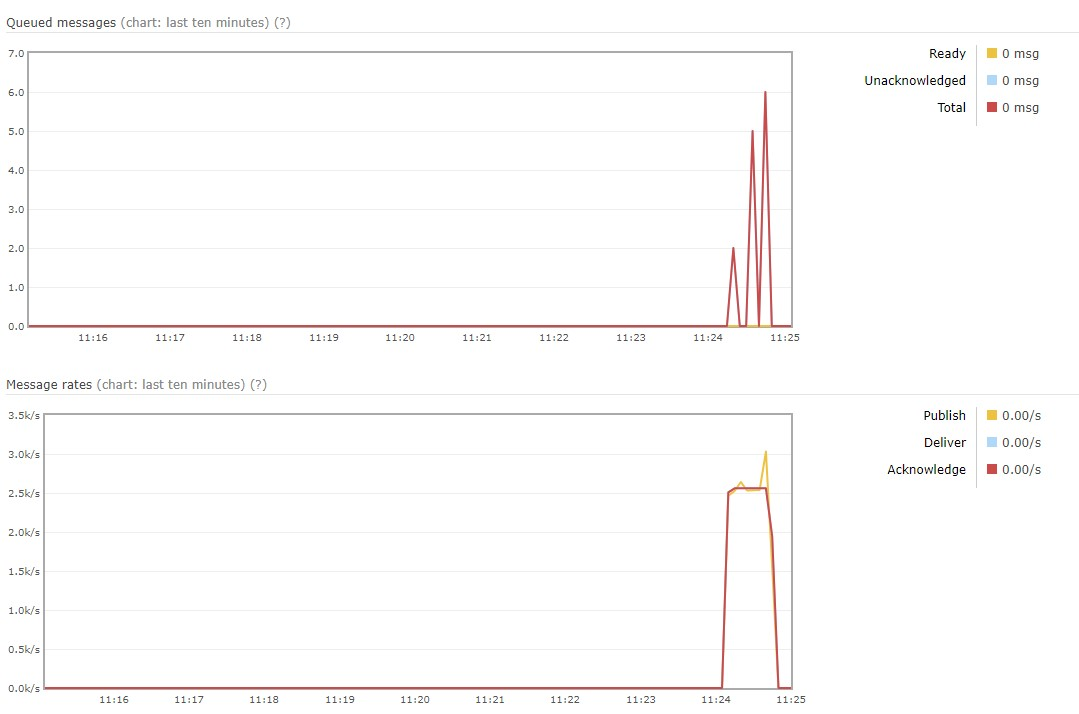 Queued messages (chart: last ten minutes) (?)
7.0
6.0
5.0
4.0
3.0
2.0
1.0
0.0
11:16 11:17 11:18 11:19 11:20 11:21 11:22 11:23 11:24 11:25
Ready 0 msg
Unacknowledged 0 msg
Total 0 msg
Message rates (chart: last ten minutes) (?)
3.5k/s
3.0k/s
2.5k/s
2.0k/s
1.5k/s
1.0k/s
0.5k/s
0.0k/s
11:16 11:17 11:18 11:19 11:20 11:21 11:22 11:23 11:24 11:25
Publish 0.00/s
Deliver 0.00/s
Acknowledge 0.00/s